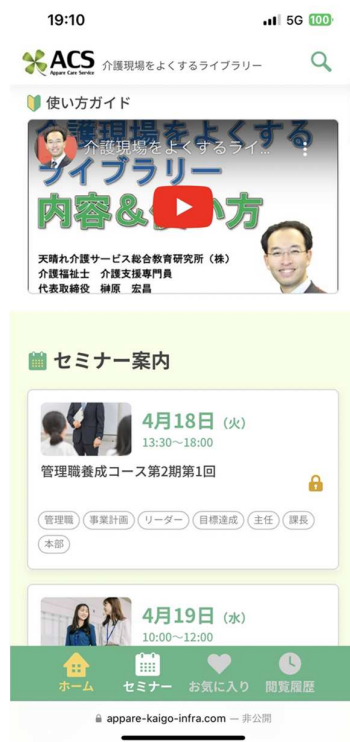 19:10
5G 100
ACS
Appare Care Service
介護現場をよくするライブラリー
使い方ガイド
介護現場をよくする
介護現場をよくするライ...
ライブラリー
内容&使い方
天晴れ介護サービス総合教育研究所（株）
介護福祉士　介護支援専門員
代表取締役　榊原　宏昌
セミナー案内
4月18日（火）
13:30〜18:00
管理職養成コース第2期第1回
管理職 事業計画 リーダー 目標達成 主任 課長
本部
4月19日（水）
10:00〜12:00
ホーム セミナー お気に入り 閲覧履歴
appare-kaigo-infra.com — 非公開